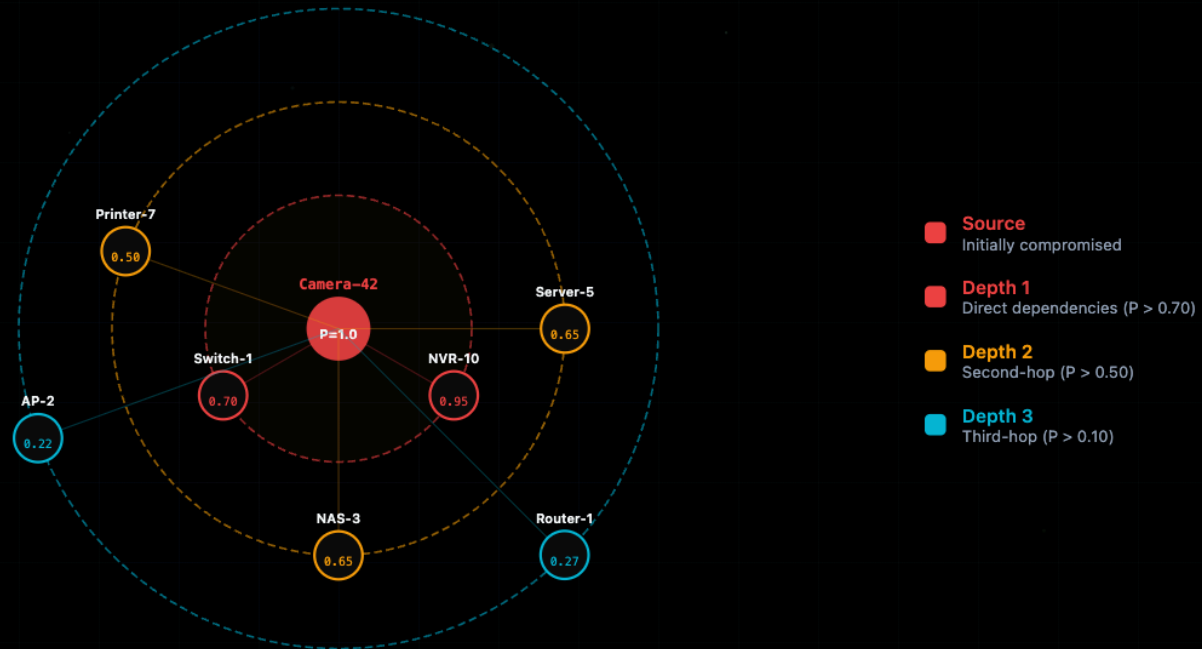 Printer-7
0.50
Camera-42
P=1.0
Server-5
0.65
Switch-1
0.70
NVR-10
0.95
AP-2
0.22
NAS-3
0.65
Router-1
0.27
Source
Initially compromised
Depth 1
Direct dependencies (P > 0.70)
Depth 2
Second-hop (P > 0.50)
Depth 3
Third-hop (P > 0.10)